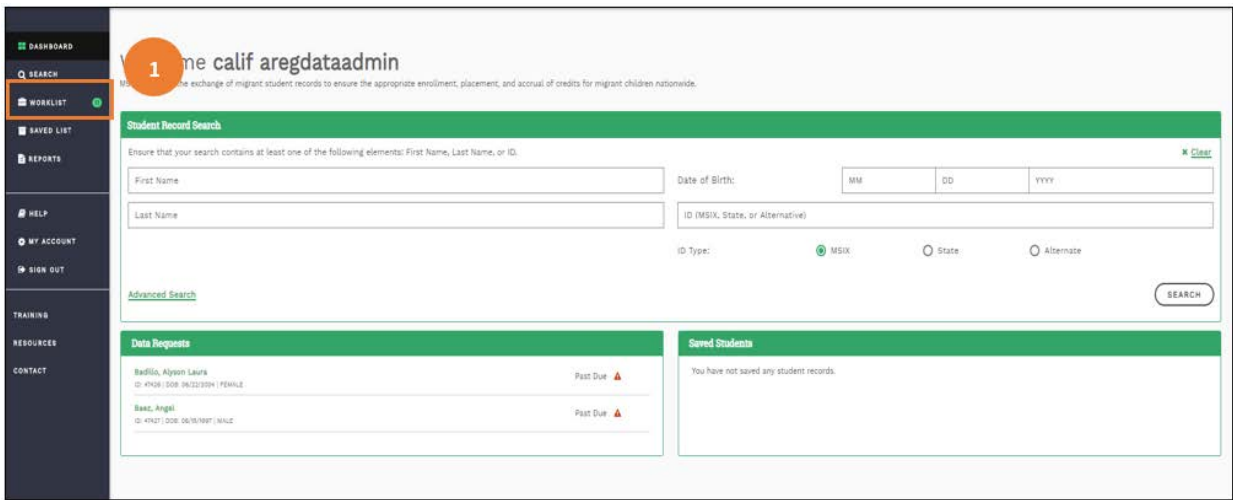 DASHBOARD
SEARCH
WORKLIST
SAVED LIST
REPORTS
HELP
MY ACCOUNT
SIGN OUT
TRAINING
RESOURCES
CONTACT
1
me calif aregdataadmin
the exchange of migrant student records to ensure the appropriate enrollment, placement, and accrual of credits for migrant children nationwide.
Student Record Search
Ensure that your search contains at least one of the following elements: First Name, Last Name, or ID.
Clear
First Name
Date of Birth:
MM
DD
YYYY
Last Name
ID (MSIX, State, or Alternative)
ID Type:
MSIX
State
Alternate
Advanced Search
SEARCH
Data Requests
Badillo, Alyson Laura
Past Due
FEMALE
Baez, Angel
Past Due
MALE
Saved Students
You have not saved any student records.